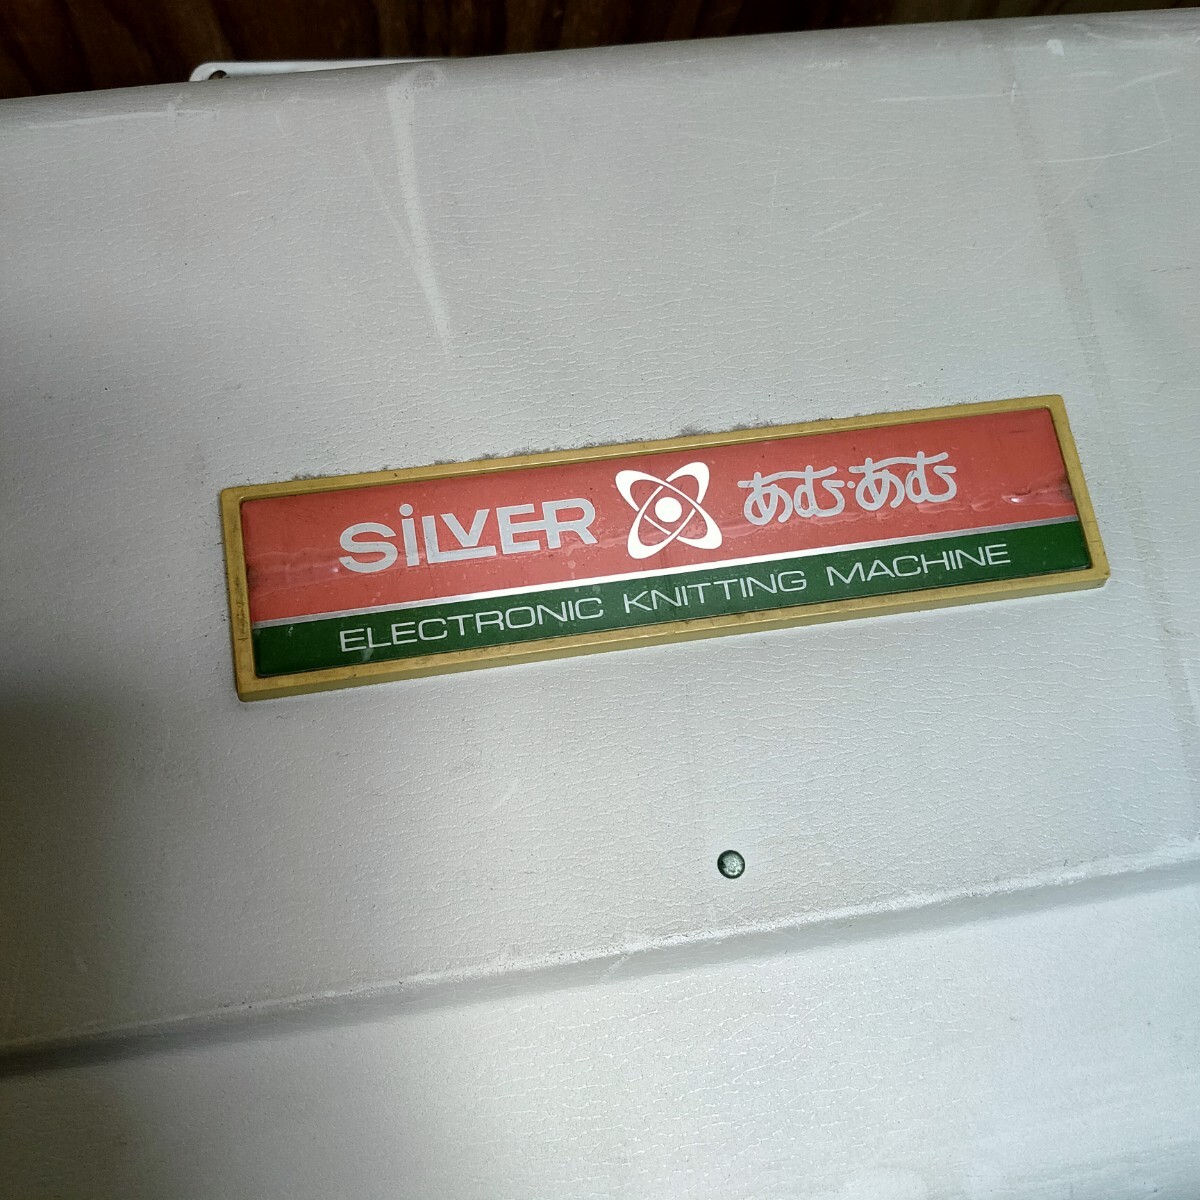 SiLVER あむ・あむ
ELECTRONIC KNITTING MACHINE